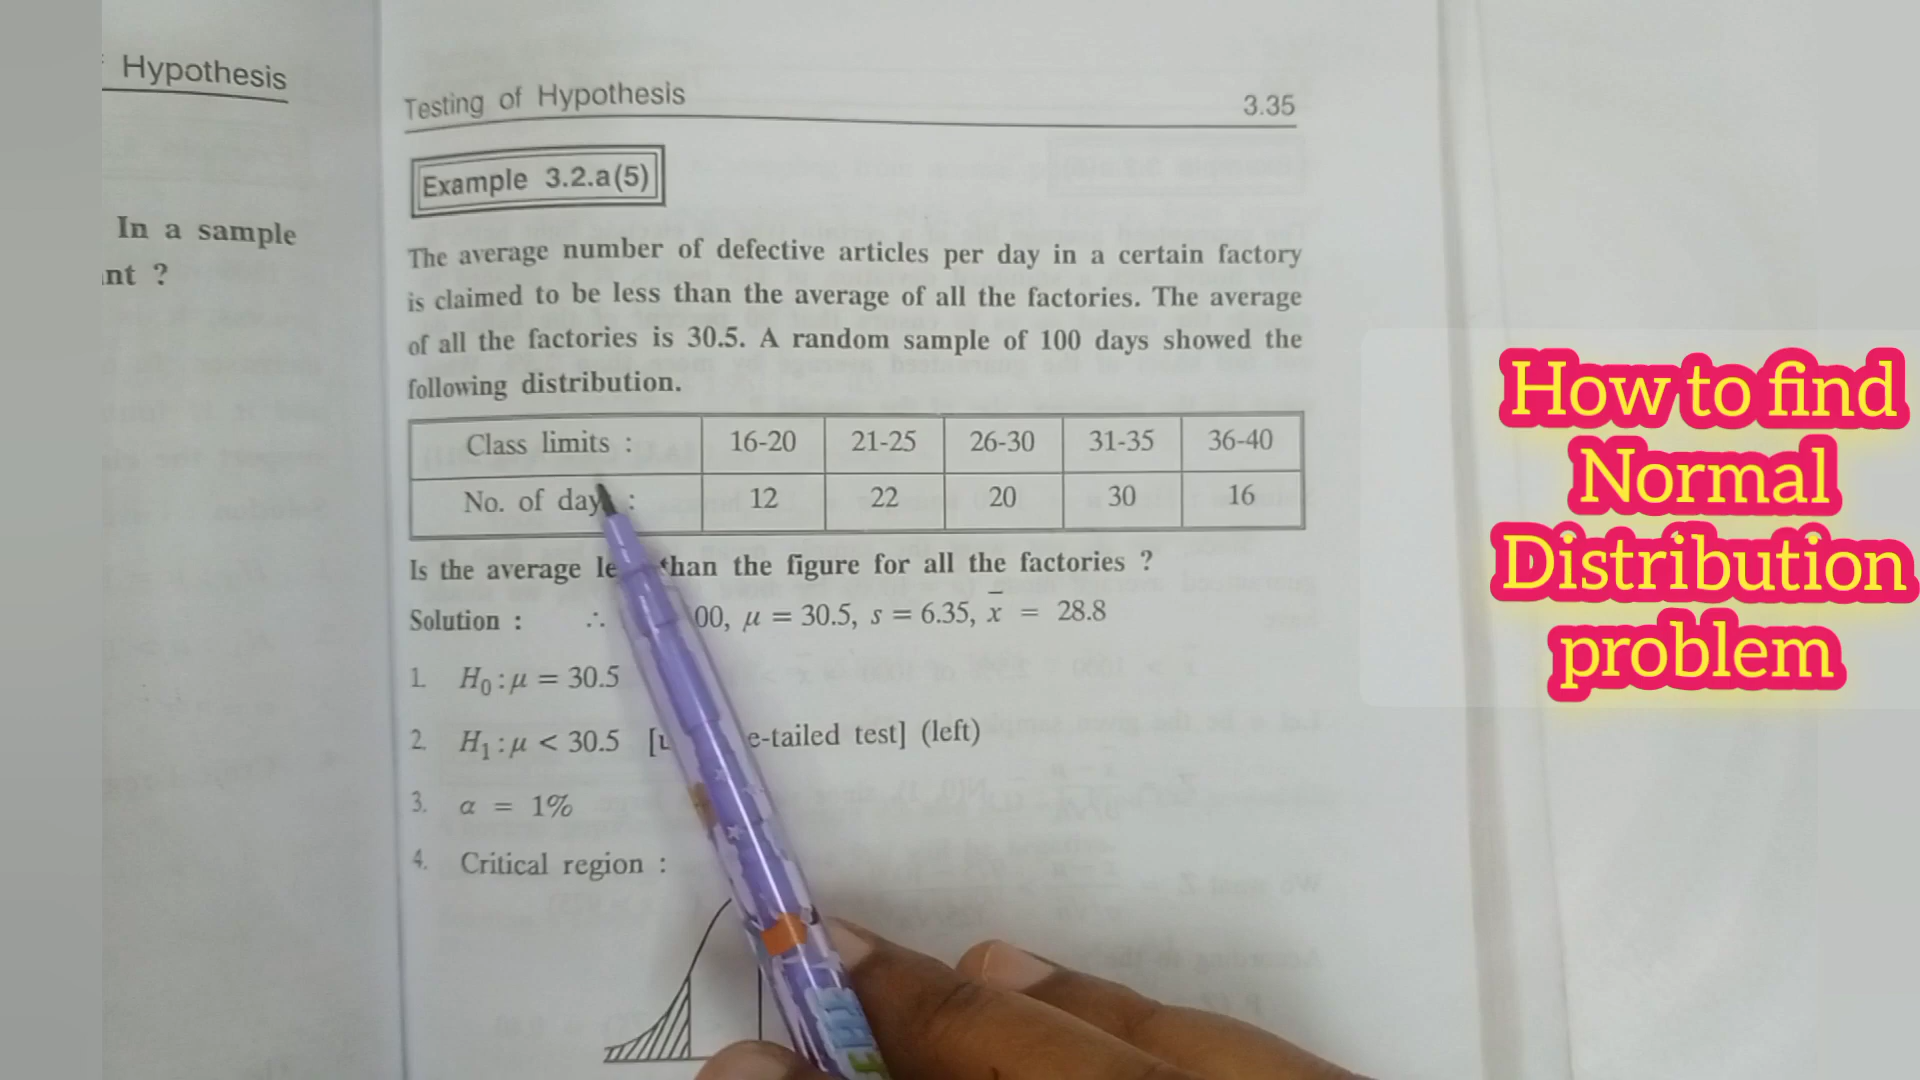 Hypothesis
In a sample
nt ?
Testing of Hypothesis 3.35
Example 3.2.a(5)
The average number of defective articles per day in a certain factory
is claimed to be less than the average of all the factories. The average
of all the factories is 30.5. A random sample of 100 days showed the
following distribution.
Class limits : 16-20 21-25 26-30 31-35 36-40
No. of day : 12 22 20 30 16
Is the average le than the figure for all the factories ?
Solution : ∴ 00, μ = 30.5, s = 6.35, x̄ = 28.8
1. H₀ : μ = 30.5
2. H₁ : μ < 30.5 [ e-tailed test] (left)
3. α = 1%
4. Critical region :
How to find
Normal
Distribution
problem